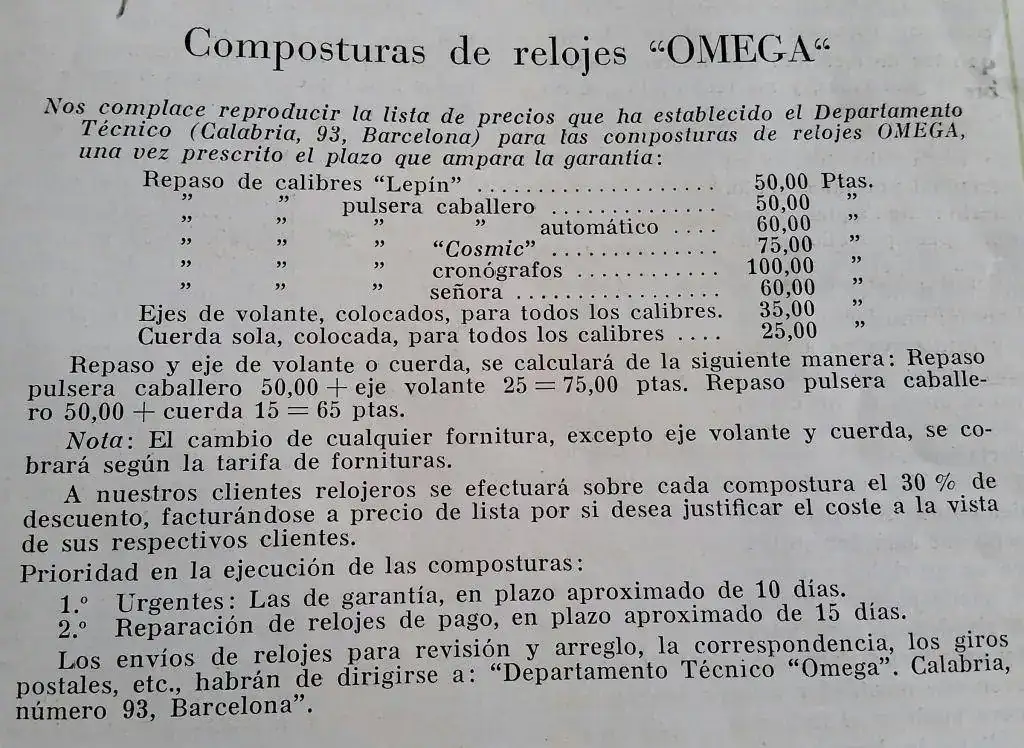 Composturas de relojes “OMEGA“
Nos complace reproducir la lista de precios que ha establecido el Departamento
Técnico (Calabria, 93, Barcelona) para las composturas de relojes OMEGA,
una vez prescrito el plazo que ampara la garantía:
Repaso de calibres “Lepín” .................... 50,00 Ptas.
” ” pulsera caballero .............. 50,00 ”
” ” ” ” automático .... 60,00 ”
” ” ” “Cosmic” .............. 75,00 ”
” ” ” cronógrafos ............ 100,00 ”
” ” ” señora ................. 60,00 ”
Ejes de volante, colocados, para todos los calibres. 35,00 ”
Cuerda sola, colocada, para todos los calibres .... 25,00 ”
Repaso y eje de volante o cuerda, se calculará de la siguiente manera: Repaso
pulsera caballero 50,00 + eje volante 25 = 75,00 ptas. Repaso pulsera caballe-
ro 50,00 + cuerda 15 = 65 ptas.
Nota: El cambio de cualquier fornitura, excepto eje volante y cuerda, se co-
brará según la tarifa de fornituras.
A nuestros clientes relojeros se efectuará sobre cada compostura el 30 % de
descuento, facturándose a precio de lista por si desea justificar el coste a la vista
de sus respectivos clientes.
Prioridad en la ejecución de las composturas:
1.º Urgentes: Las de garantía, en plazo aproximado de 10 días.
2.º Reparación de relojes de pago, en plazo aproximado de 15 días.
Los envíos de relojes para revisión y arreglo, la correspondencia, los giros
postales, etc., habrán de dirigirse a: “Departamento Técnico “Omega”. Calabria,
número 93, Barcelona”.